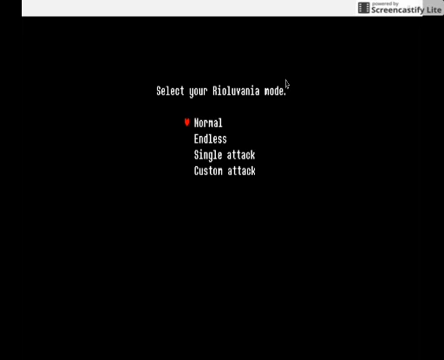 powered by
Screencastify Lite
Select your Rioluvania mode.
Normal
Endless
Single attack
Custom attack